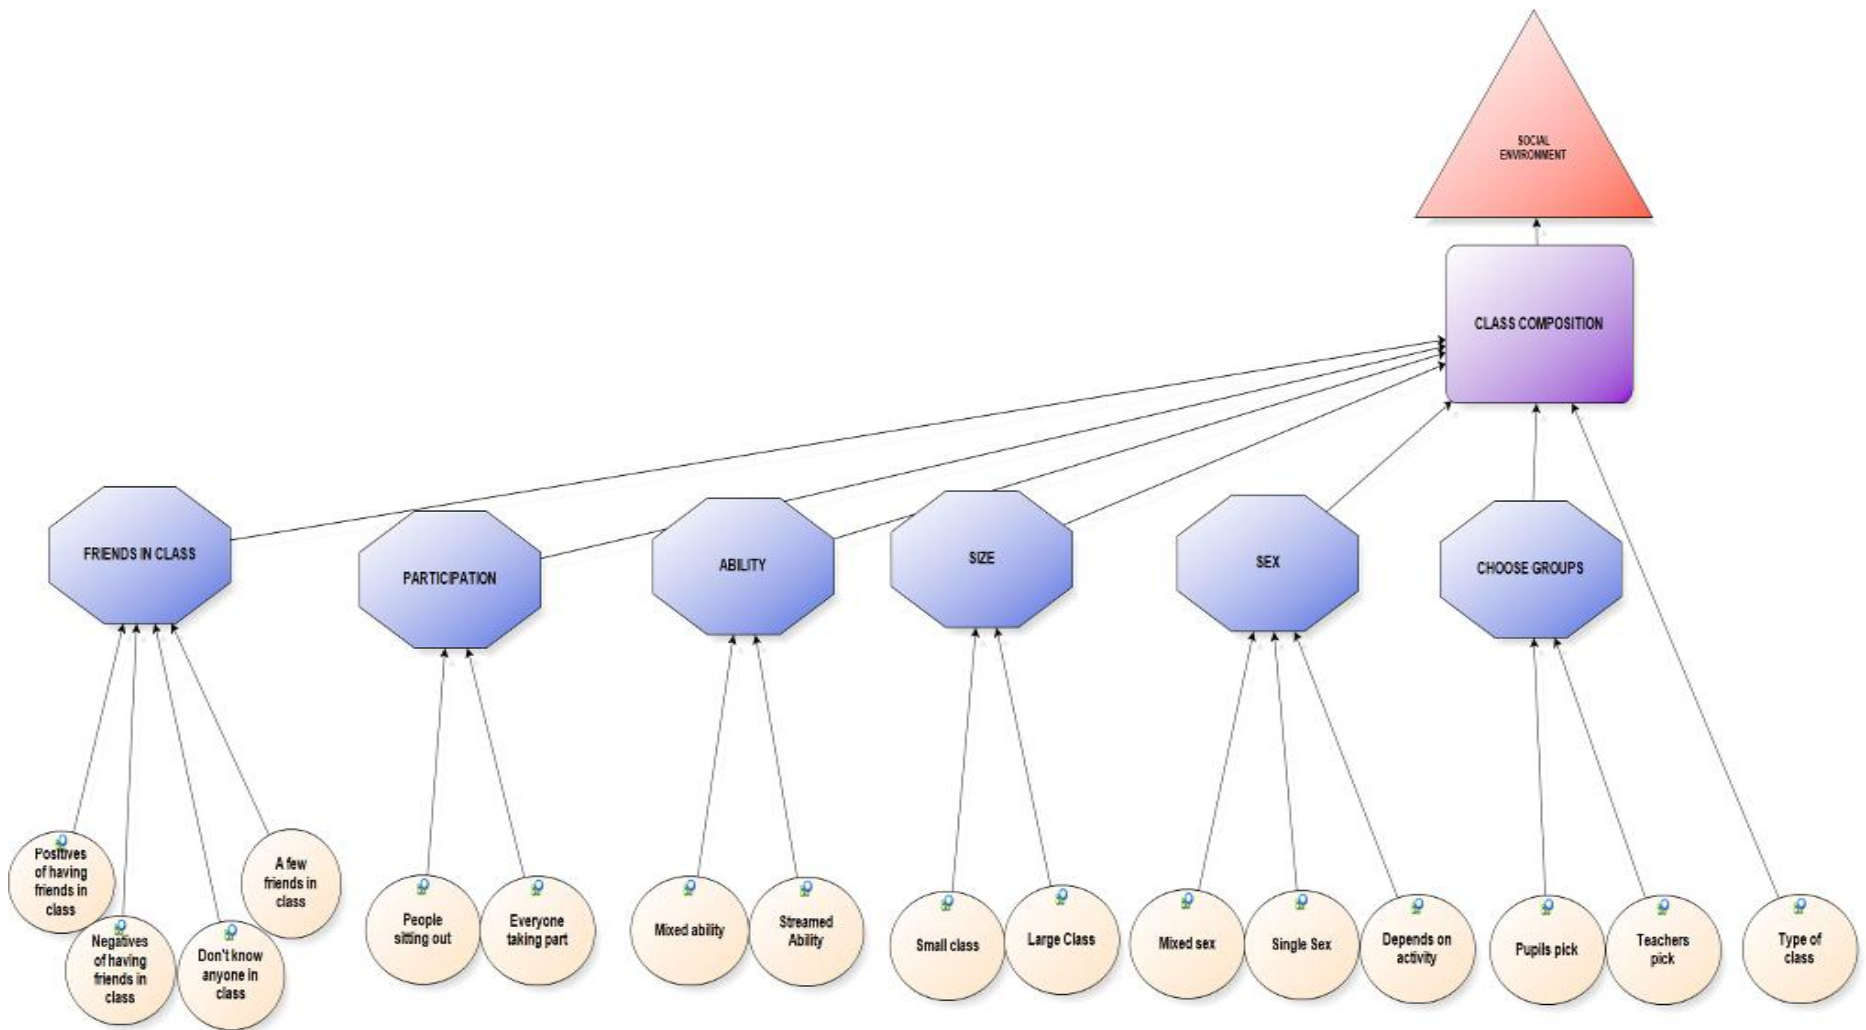 SOCIAL
ENVIRONMENT
CLASS COMPOSITION
FRIENDS IN CLASS
PARTICIPATION
ABILITY
SIZE
SEX
CHOOSE GROUPS
Positives
of having
friends in
class
Negatives
of having
friends in
class
Don't know
anyone in
class
A few
friends in
class
People
sitting out
Everyone
taking part
Mixed ability
Streamed
Ability
Small class
Large Class
Mixed sex
Single Sex
Depends on
activity
Pupils pick
Teachers
pick
Type of
class